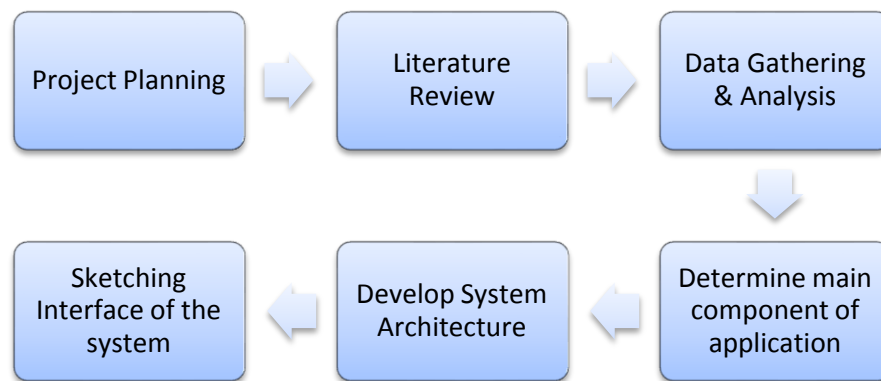 Project Planning
Literature
Review
Data Gathering
& Analysis
Determine main
component of
application
Develop System
Architecture
Sketching
Interface of the
system